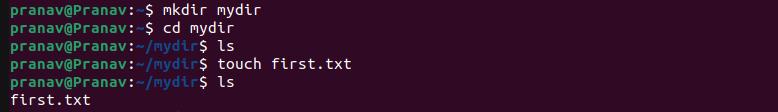 pranav@Pranav:~$ mkdir mydir
pranav@Pranav:~$ cd mydir
pranav@Pranav:~/mydir$ ls
pranav@Pranav:~/mydir$ touch first.txt
pranav@Pranav:~/mydir$ ls
first.txt